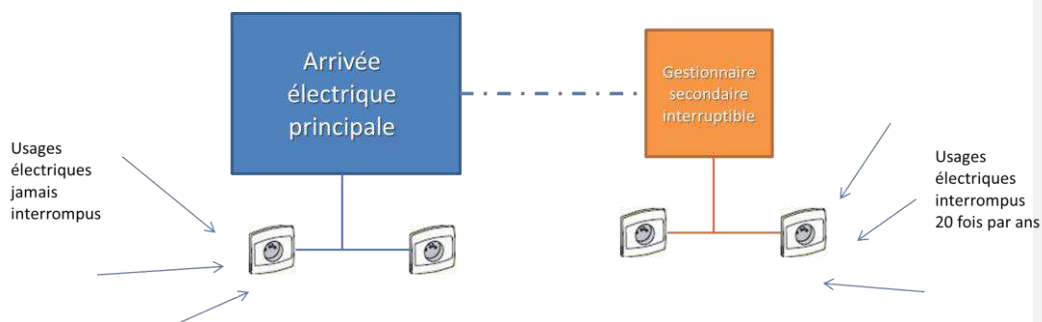 Arrivée
électrique
principale
Gestionnaire
secondaire
interruptible
Usages
électriques
jamais
interrompus
Usages
électriques
interrompus
20 fois par ans